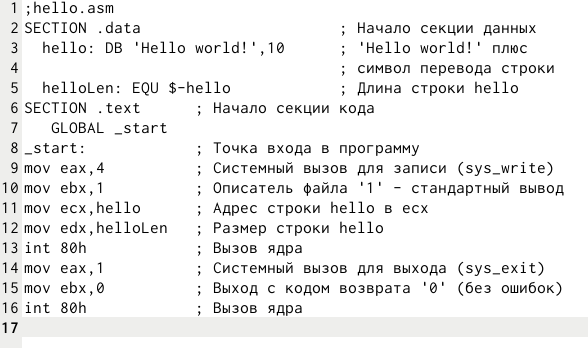 1 ;hello.asm
2 SECTION .data ; Начало секции данных
3 hello: DB 'Hello world!',10 ; 'Hello world!' плюс
4 ; символ перевода строки
5 helloLen: EQU $-hello ; Длина строки hello
6 SECTION .text ; Начало секции кода
7 GLOBAL _start
8 _start: ; Точка входа в программу
9 mov eax,4 ; Системный вызов для записи (sys_write)
10 mov ebx,1 ; Описатель файла '1' - стандартный вывод
11 mov ecx,hello ; Адрес строки hello в ecx
12 mov edx,helloLen ; Размер строки hello
13 int 80h ; Вызов ядра
14 mov eax,1 ; Системный вызов для выхода (sys_exit)
15 mov ebx,0 ; Выход с кодом возврата '0' (без ошибок)
16 int 80h ; Вызов ядра
17